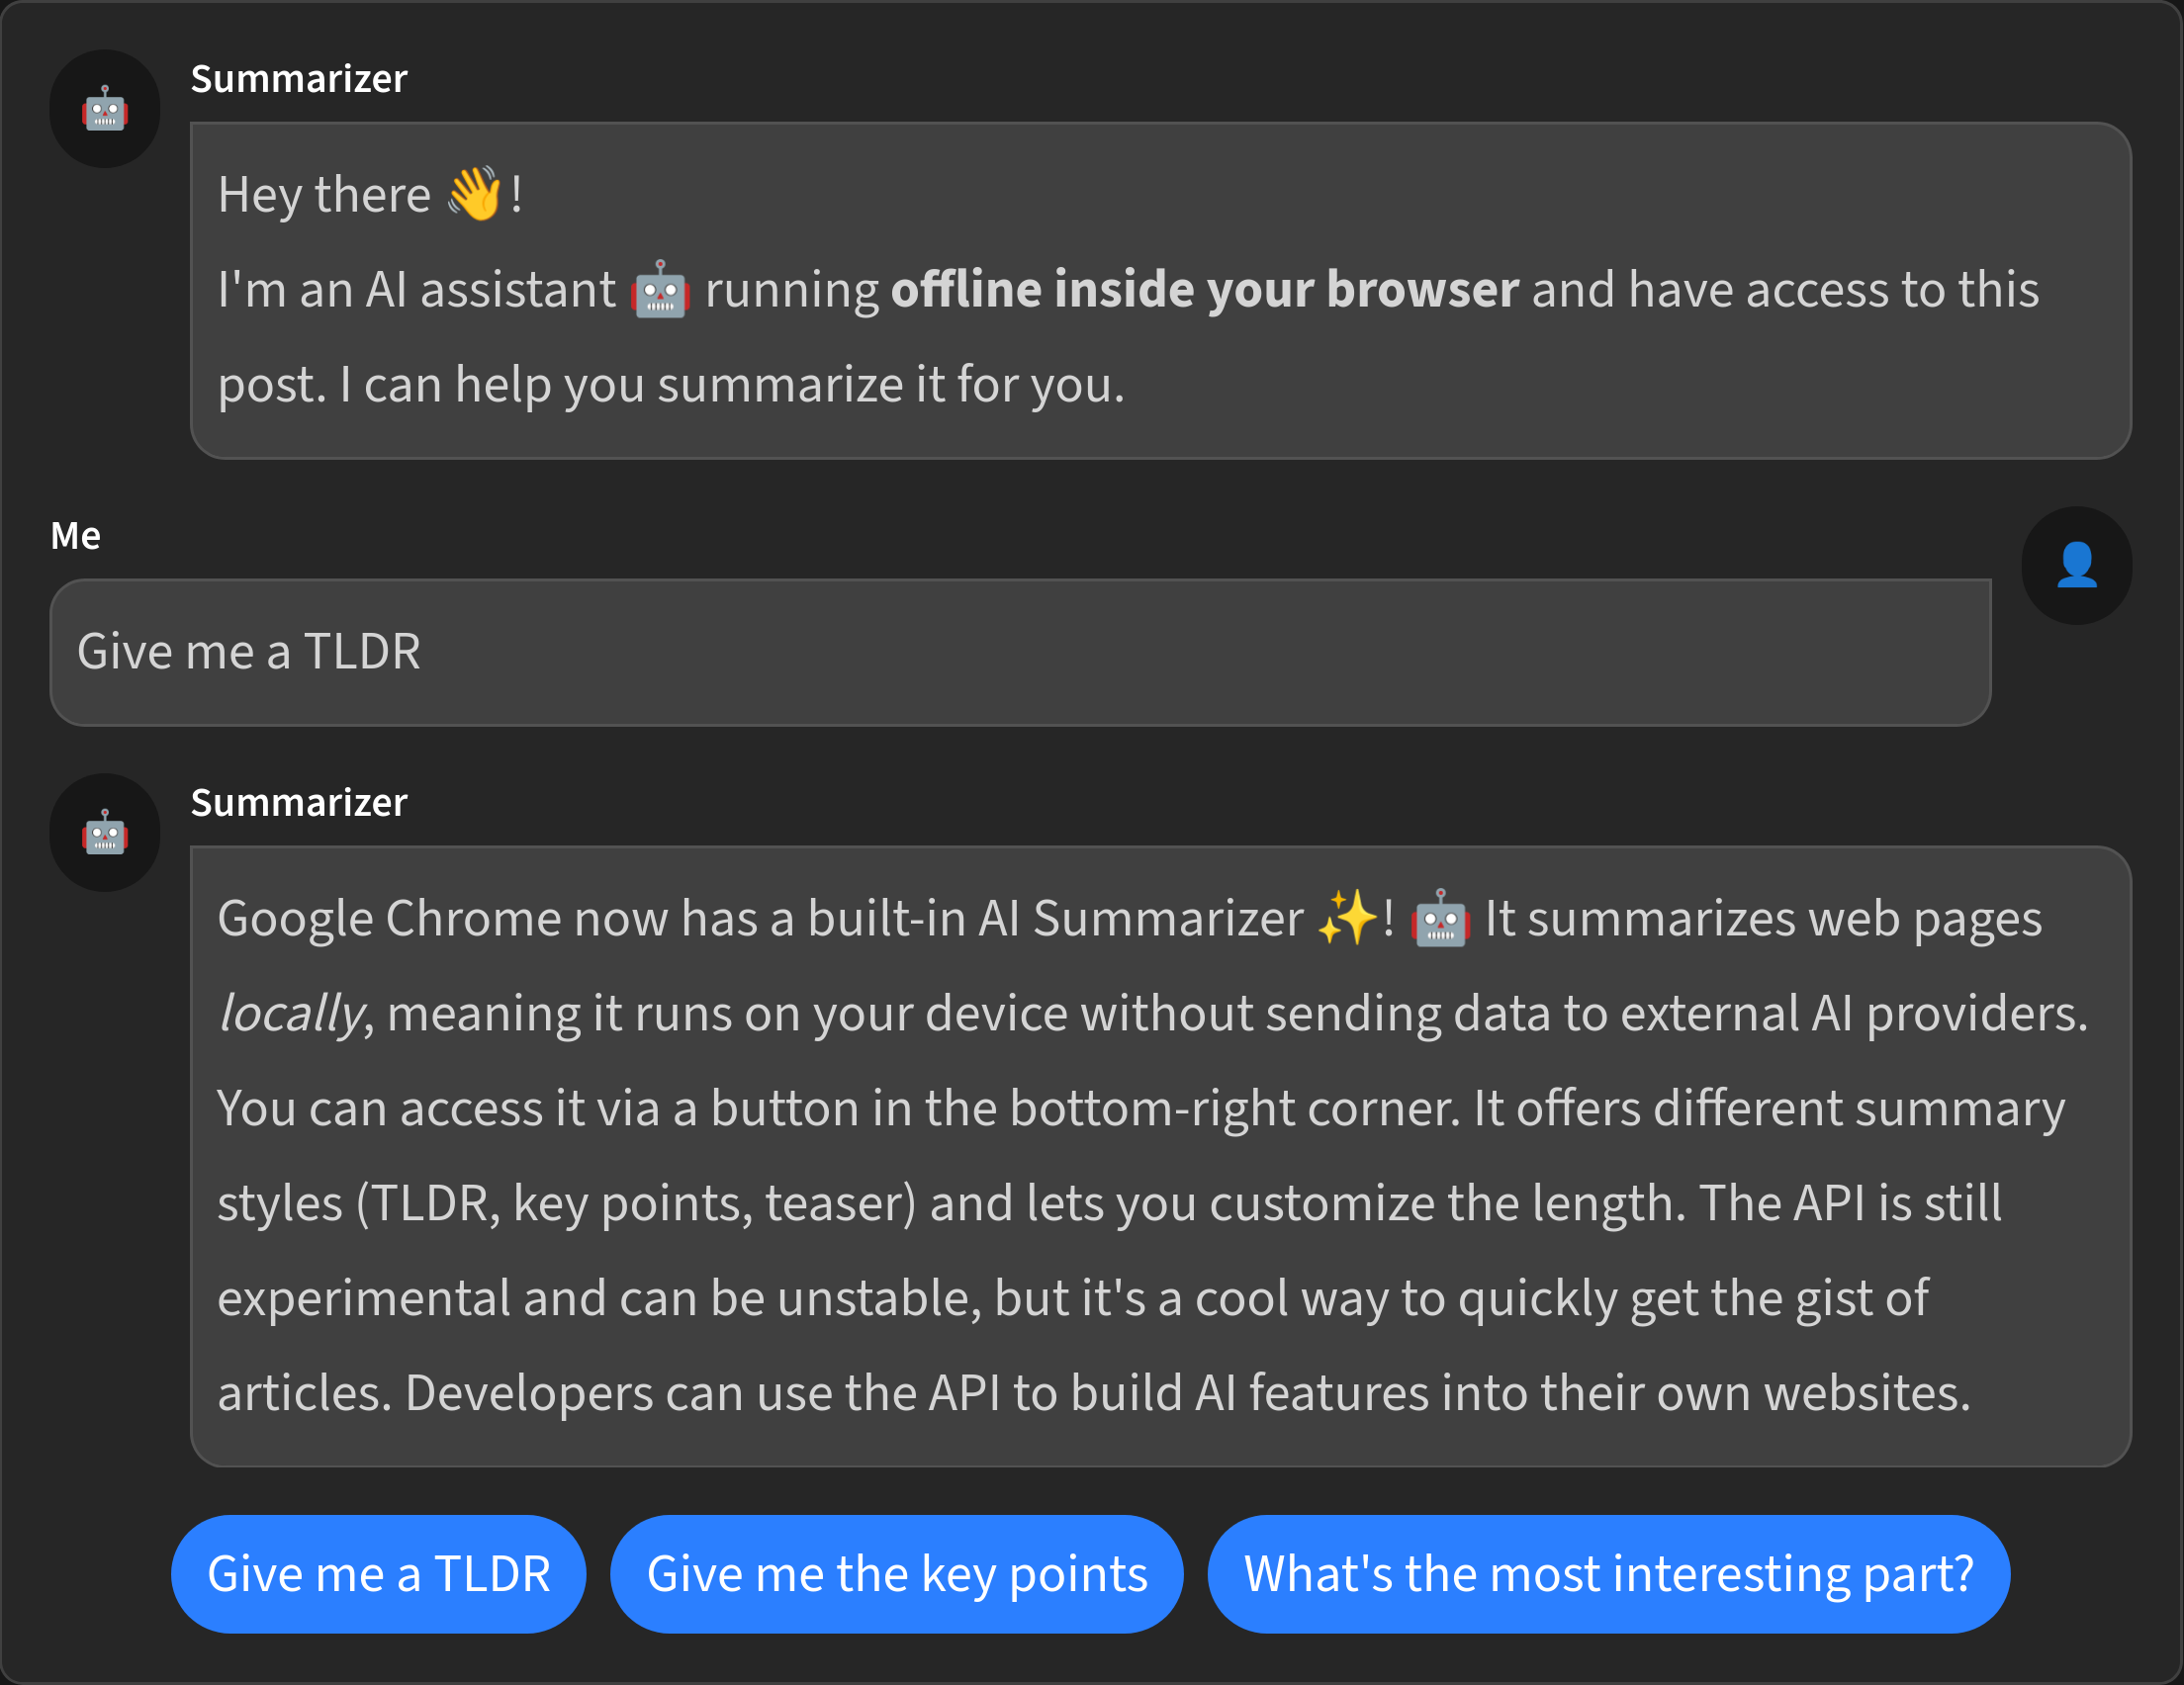 Summarizer
Hey there 👋!
I'm an AI assistant 🤖 running offline inside your browser and have access to this
post. I can help you summarize it for you.
Me
Give me a TLDR
Summarizer
Google Chrome now has a built-in AI Summarizer ✨! 🤖 It summarizes web pages
locally, meaning it runs on your device without sending data to external AI providers.
You can access it via a button in the bottom-right corner. It offers different summary
styles (TLDR, key points, teaser) and lets you customize the length. The API is still
experimental and can be unstable, but it's a cool way to quickly get the gist of
articles. Developers can use the API to build AI features into their own websites.
Give me a TLDR
Give me the key points
What's the most interesting part?